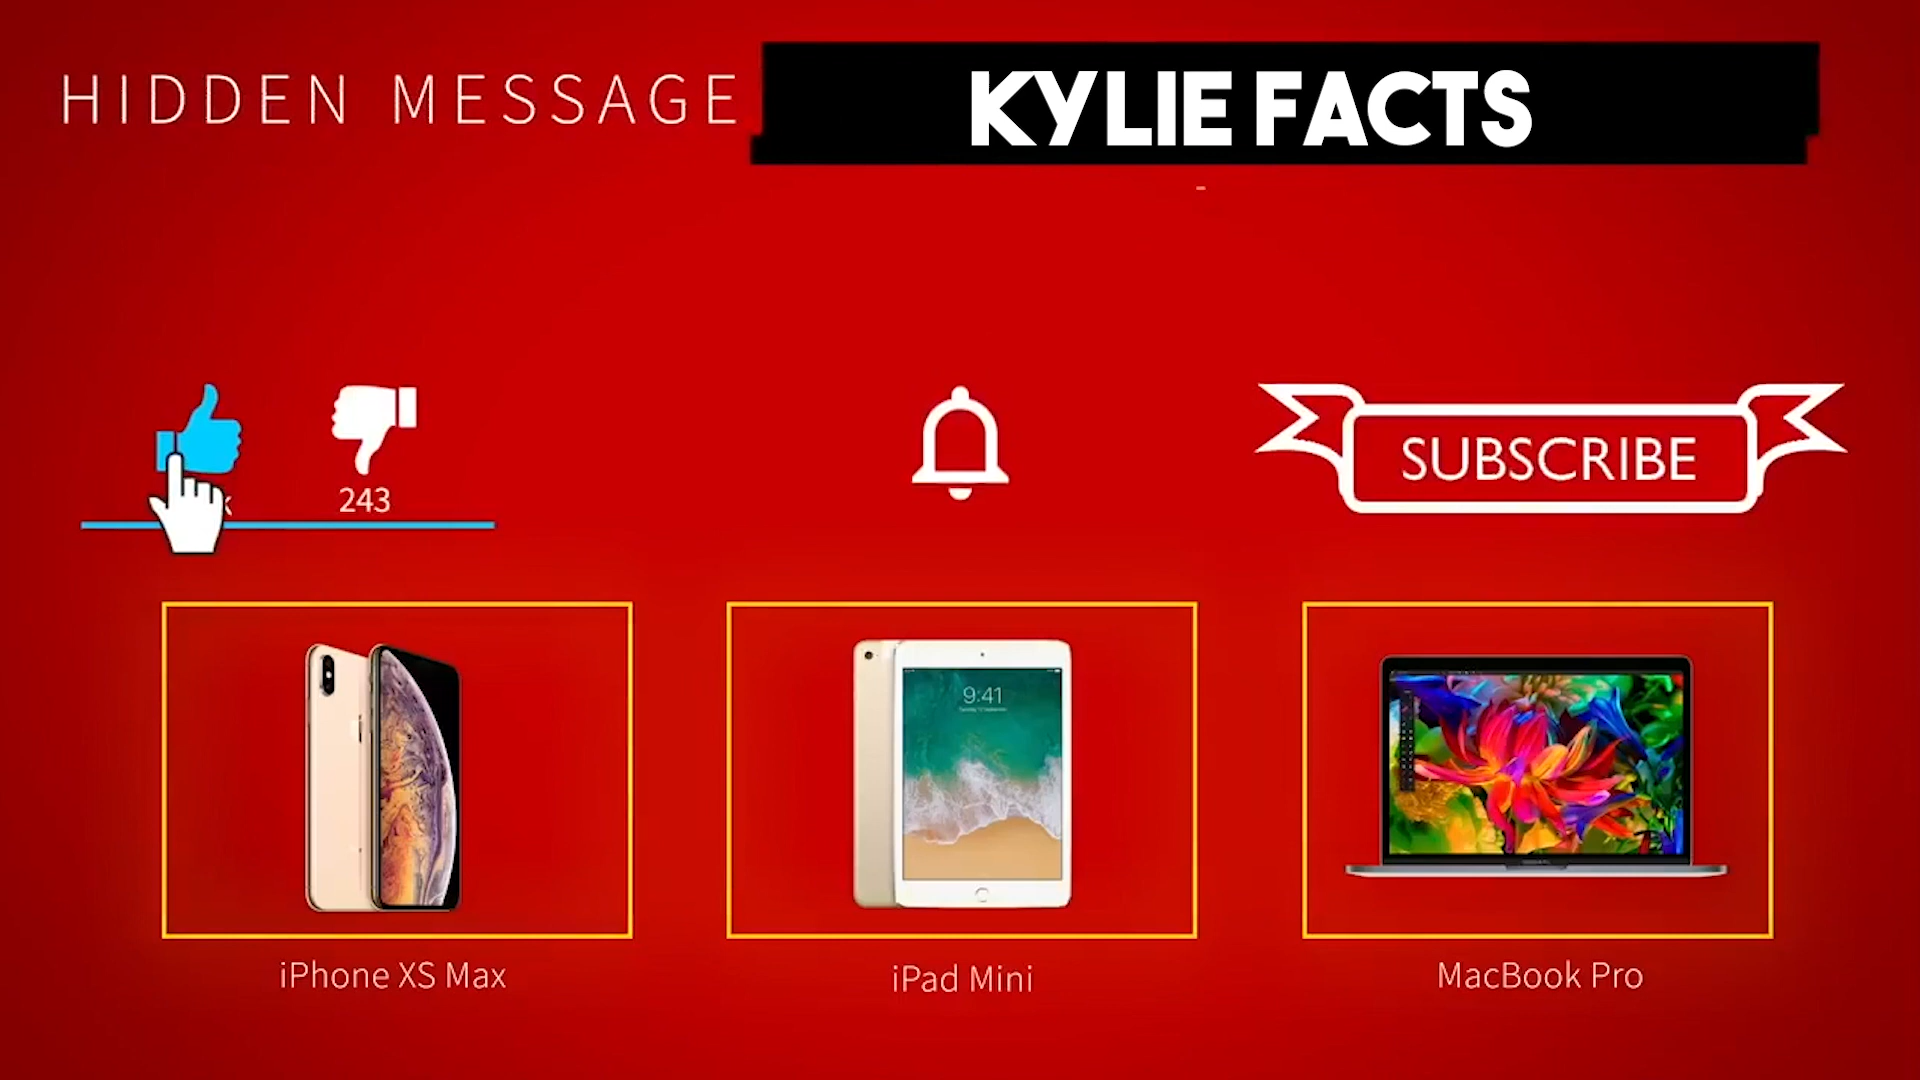 HIDDEN MESSAGE
KYLIE FACTS
243
SUBSCRIBE
9:41
iPhone XS Max
iPad Mini
MacBook Pro